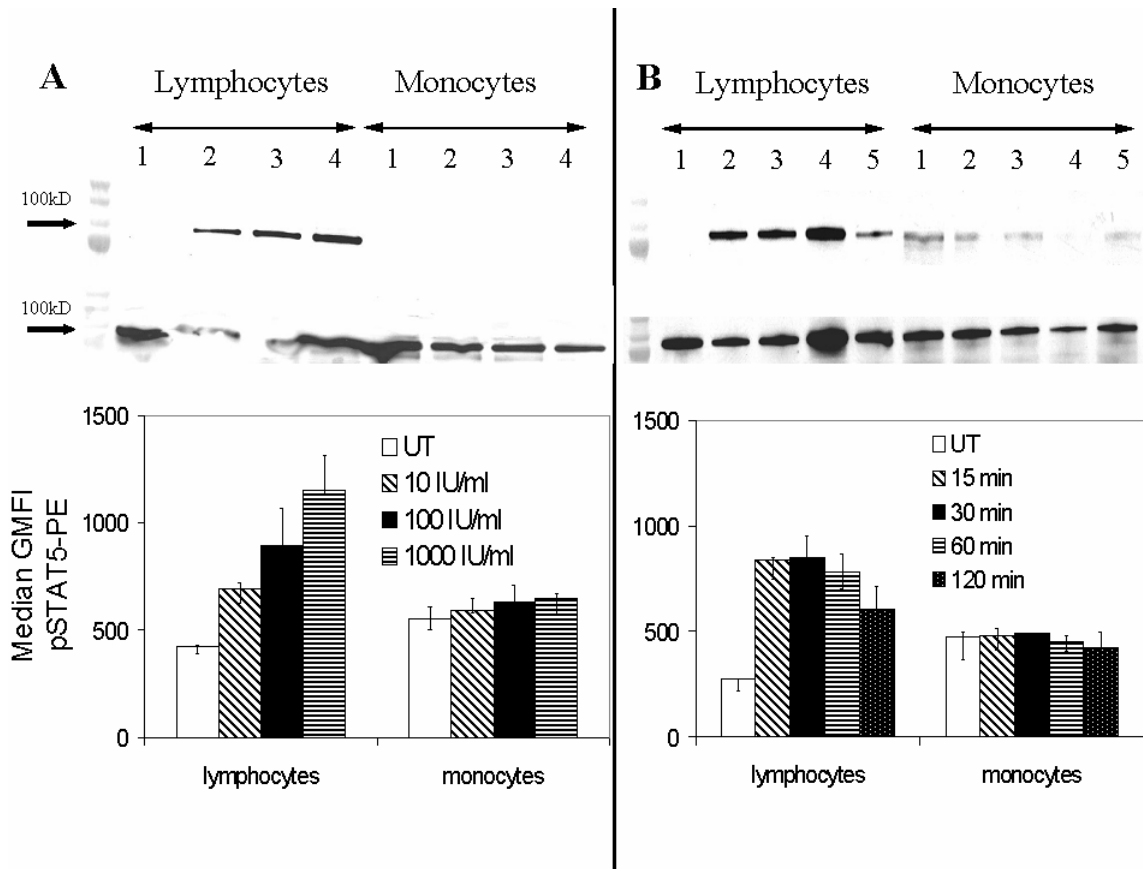 A
Lymphocytes
Monocytes
1 2 3 4 1 2 3 4
100kD
100kD
Median GMFI
pSTAT5-PE
1500
1000
500
0
UT
10 IU/ml
100 IU/ml
1000 IU/ml
lymphocytes
monocytes
B
Lymphocytes
Monocytes
1 2 3 4 5 1 2 3 4 5
1500
1000
500
0
UT
15 min
30 min
60 min
120 min
lymphocytes
monocytes